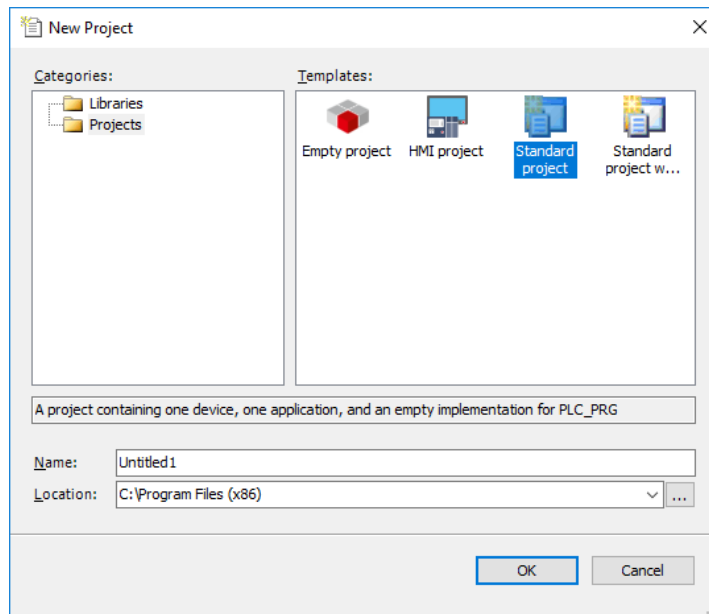 New Project
Categories:
Libraries
Projects
Templates:
Empty project
HMI project
Standard
project
Standard
project w...
A project containing one device, one application, and an empty implementation for PLC_PRG
Name:
Untitled1
Location:
C:\Program Files (x86)
...
OK
Cancel